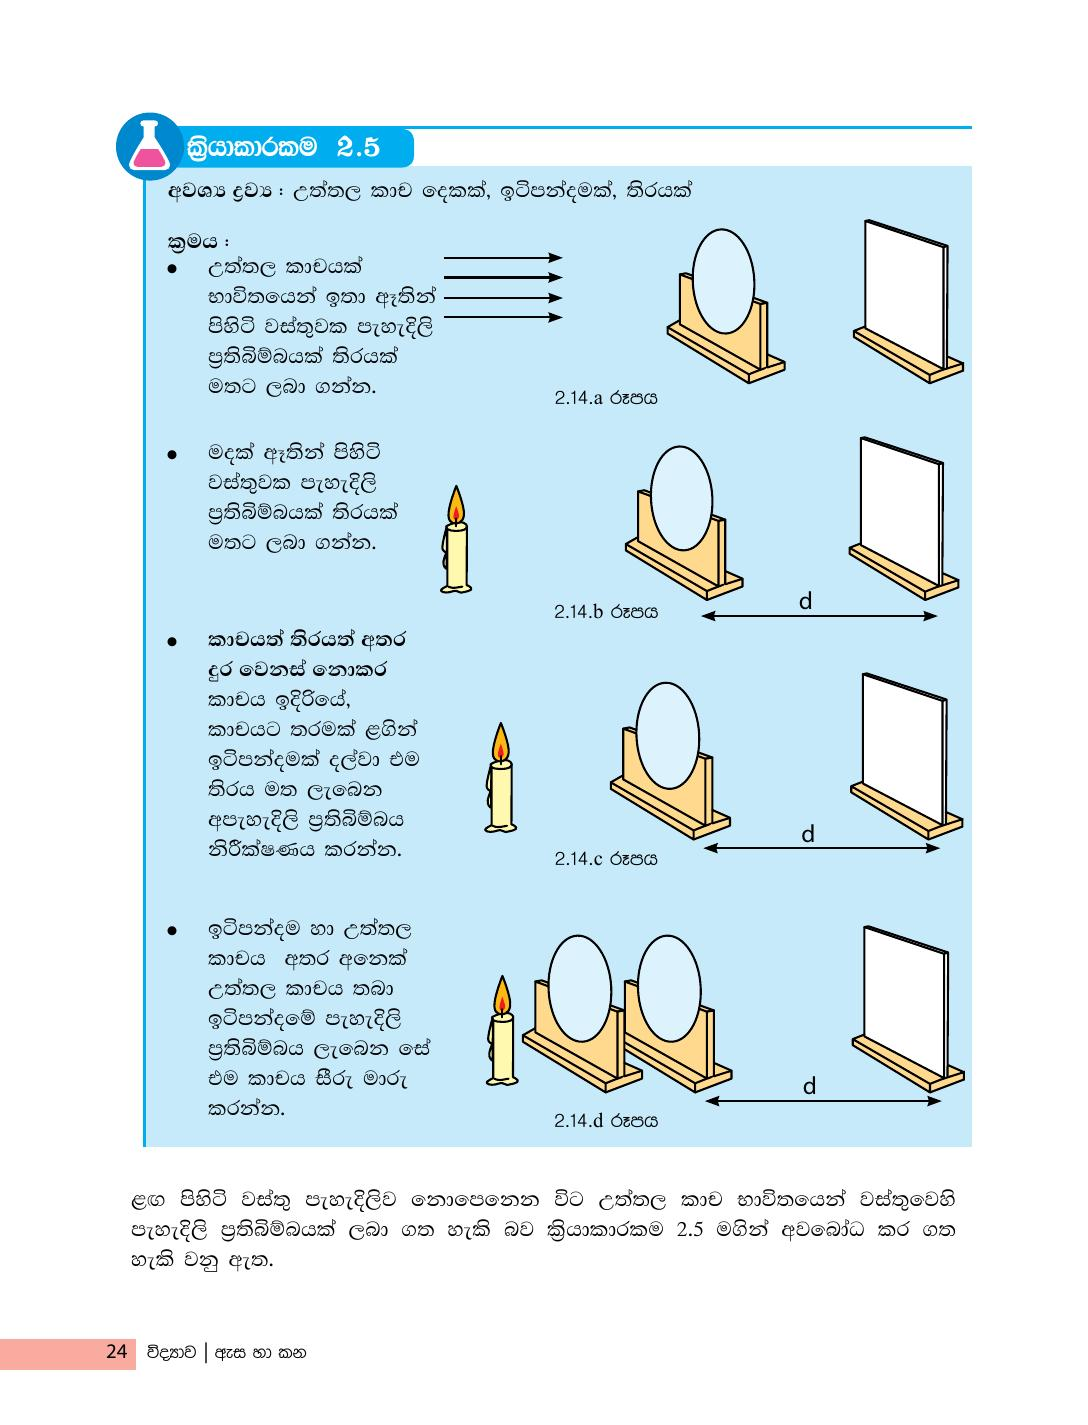 ක්‍රියාකාරකම 2.5
අවශ්‍ය ද්‍රව්‍ය : උත්තල කාච දෙකක්, ඉටිපන්දමක්, තිරයක්
ක්‍රමය :
● උත්තල කාචයක්
භාවිතයෙන් ඉතා ඈතින්
පිහිටි වස්තුවක පැහැදිලි
ප්‍රතිබිම්බයක් තිරයක්
මතට ලබා ගන්න.
2.14.a රූපය
● මදක් ඈතින් පිහිටි
වස්තුවක පැහැදිලි
ප්‍රතිබිම්බයක් තිරයක්
මතට ලබා ගන්න.
d
2.14.b රූපය
● කාචයත් තිරයත් අතර
දුර වෙනස් නොකර
කාචය ඉදිරියේ,
කාචයට තරමක් ළගින්
ඉටිපන්දමක් දල්වා එම
තිරය මත ලැබෙන
අපැහැදිලි ප්‍රතිබිම්බය
නිරීක්ෂණය කරන්න.
d
2.14.c රූපය
● ඉටිපන්දම හා උත්තල
කාචය අතර අනෙක්
උත්තල කාචය තබා
ඉටිපන්දමේ පැහැදිලි
ප්‍රතිබිම්බය ලැබෙන සේ
එම කාචය සීරු මාරු
කරන්න.
d
2.14.d රූපය
ළඟ පිහිටි වස්තු පැහැදිලිව නොපෙනෙන විට උත්තල කාච භාවිතයෙන් වස්තුවෙහි
පැහැදිලි ප්‍රතිබිම්බයක් ලබා ගත හැකි බව ක්‍රියාකාරකම 2.5 මගින් අවබෝධ කර ගත
හැකි වනු ඇත.
24 විද්‍යාව | ඇස හා කන